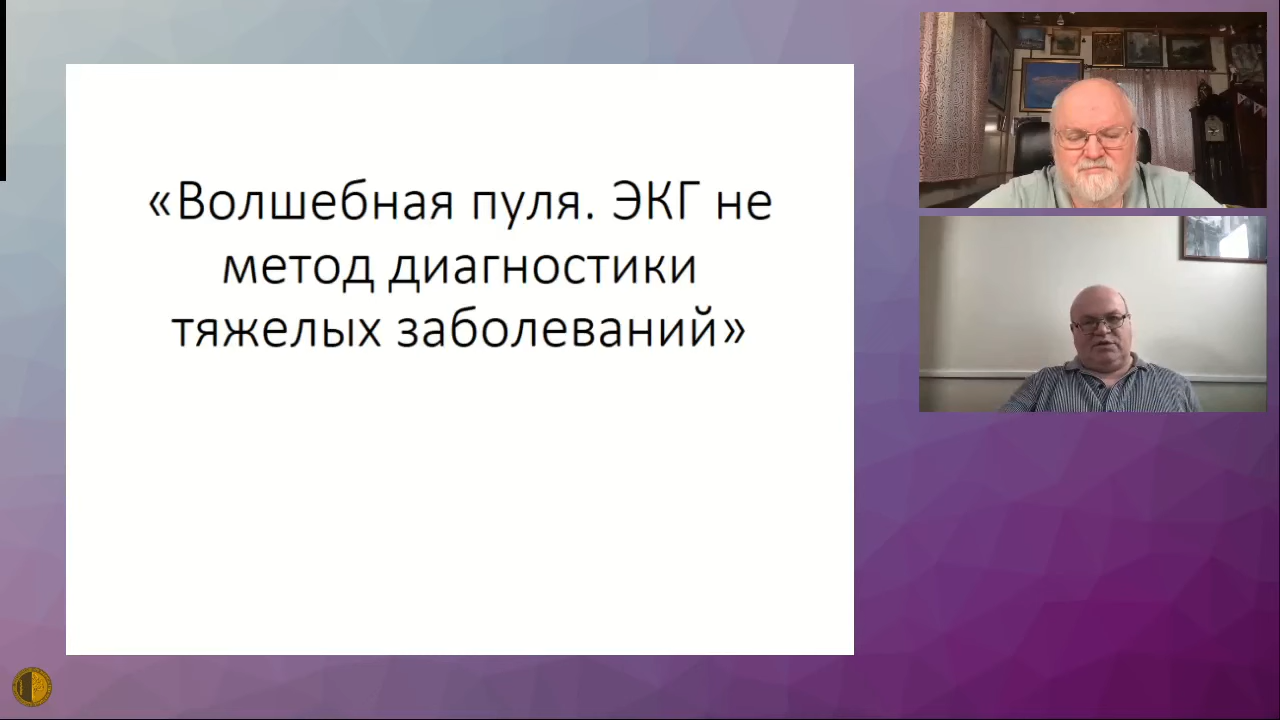 «Волшебная пуля. ЭКГ не
метод диагностики
тяжелых заболеваний»